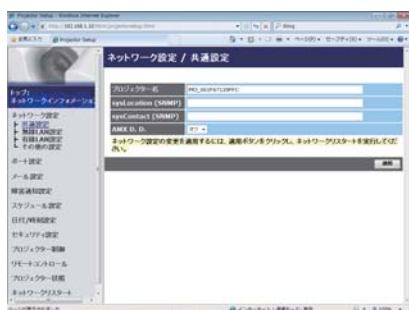 Projector Setup - Windows Internet Explorer
Bing
Projector Setup
ネットワーク設定 / 共通設定
トップ:
ネットワークインフォメーション
ネットワーク設定
共通設定
無線LAN設定
有線LAN設定
その他の設定
ポート設定
メール設定
障害通知設定
スケジュール設定
日付/時刻設定
セキュリティ設定
プロジェクター制御
リモートコントロール
プロジェクター状態
ネットワークリスタート
プロジェクター名
sysLocation (SNMP)
sysContact (SNMP)
AMX D. D.
オフ
ネットワーク設定の変更を適用するには、適用ボタンをクリックし、ネットワークリスタートを実行してください。
適用